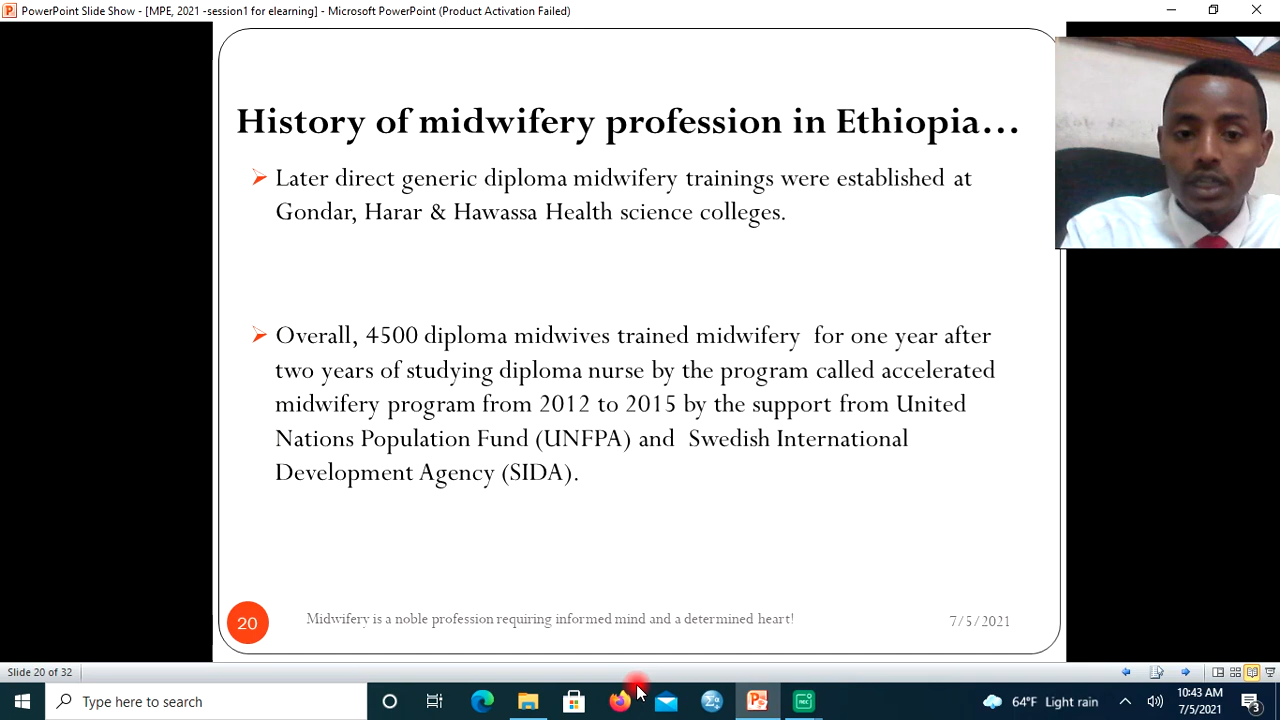 PowerPoint Slide Show - [MPE, 2021 -session1 for elearning] - Microsoft PowerPoint (Product Activation Failed)
History of midwifery profession in Ethiopia…
Later direct generic diploma midwifery trainings were established at
Gondar, Harar & Hawassa Health science colleges.
Overall, 4500 diploma midwives trained midwifery for one year after
two years of studying diploma nurse by the program called accelerated
midwifery program from 2012 to 2015 by the support from United
Nations Population Fund (UNFPA) and Swedish International
Development Agency (SIDA).
20
Midwifery is a noble profession requiring informed mind and a determined heart!
7/5/2021
Slide 20 of 32
Type here to search
64°F Light rain
10:43 AM
7/5/2021
3